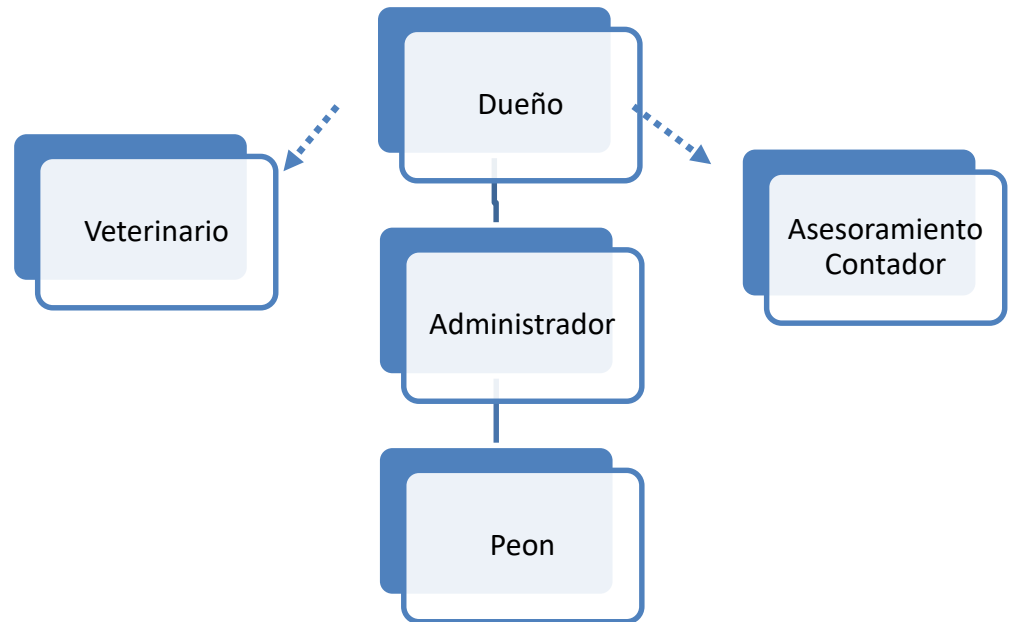 Dueño
Veterinario
Asesoramiento
Contador
Administrador
Peon